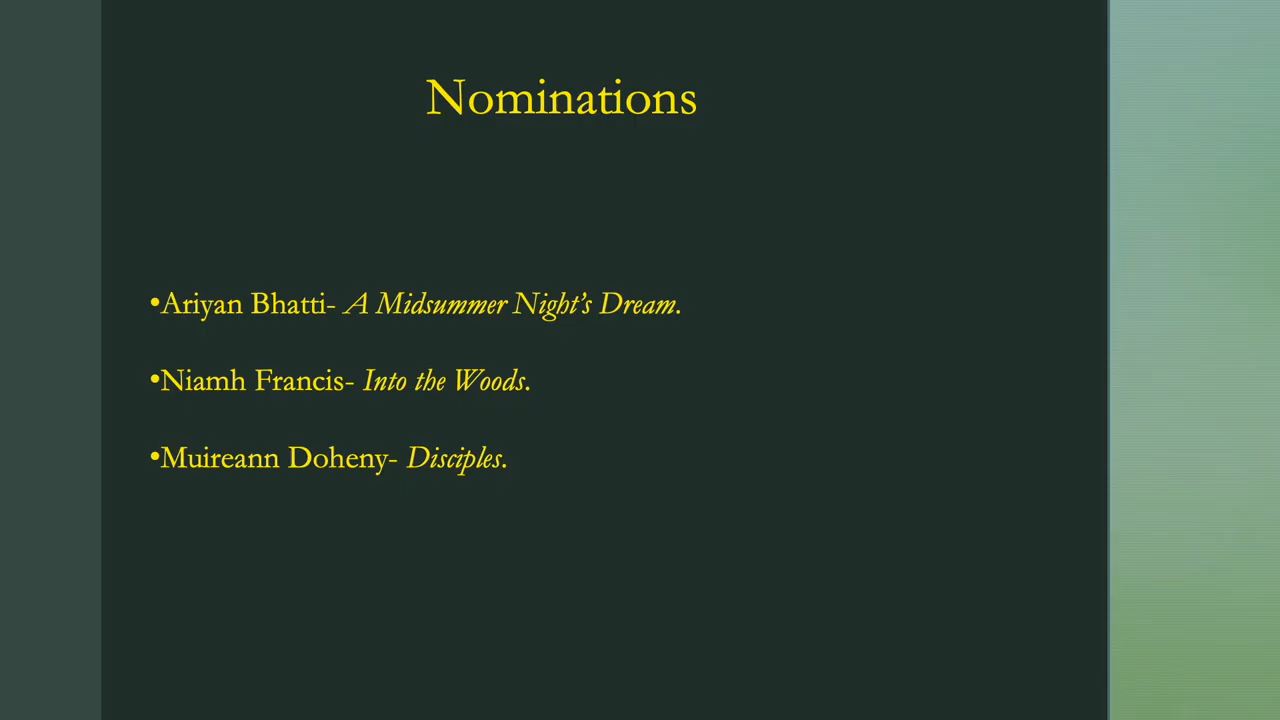 Nominations
•Ariyan Bhatti- A Midsummer Night’s Dream.
•Niamh Francis- Into the Woods.
•Muireann Doheny- Disciples.